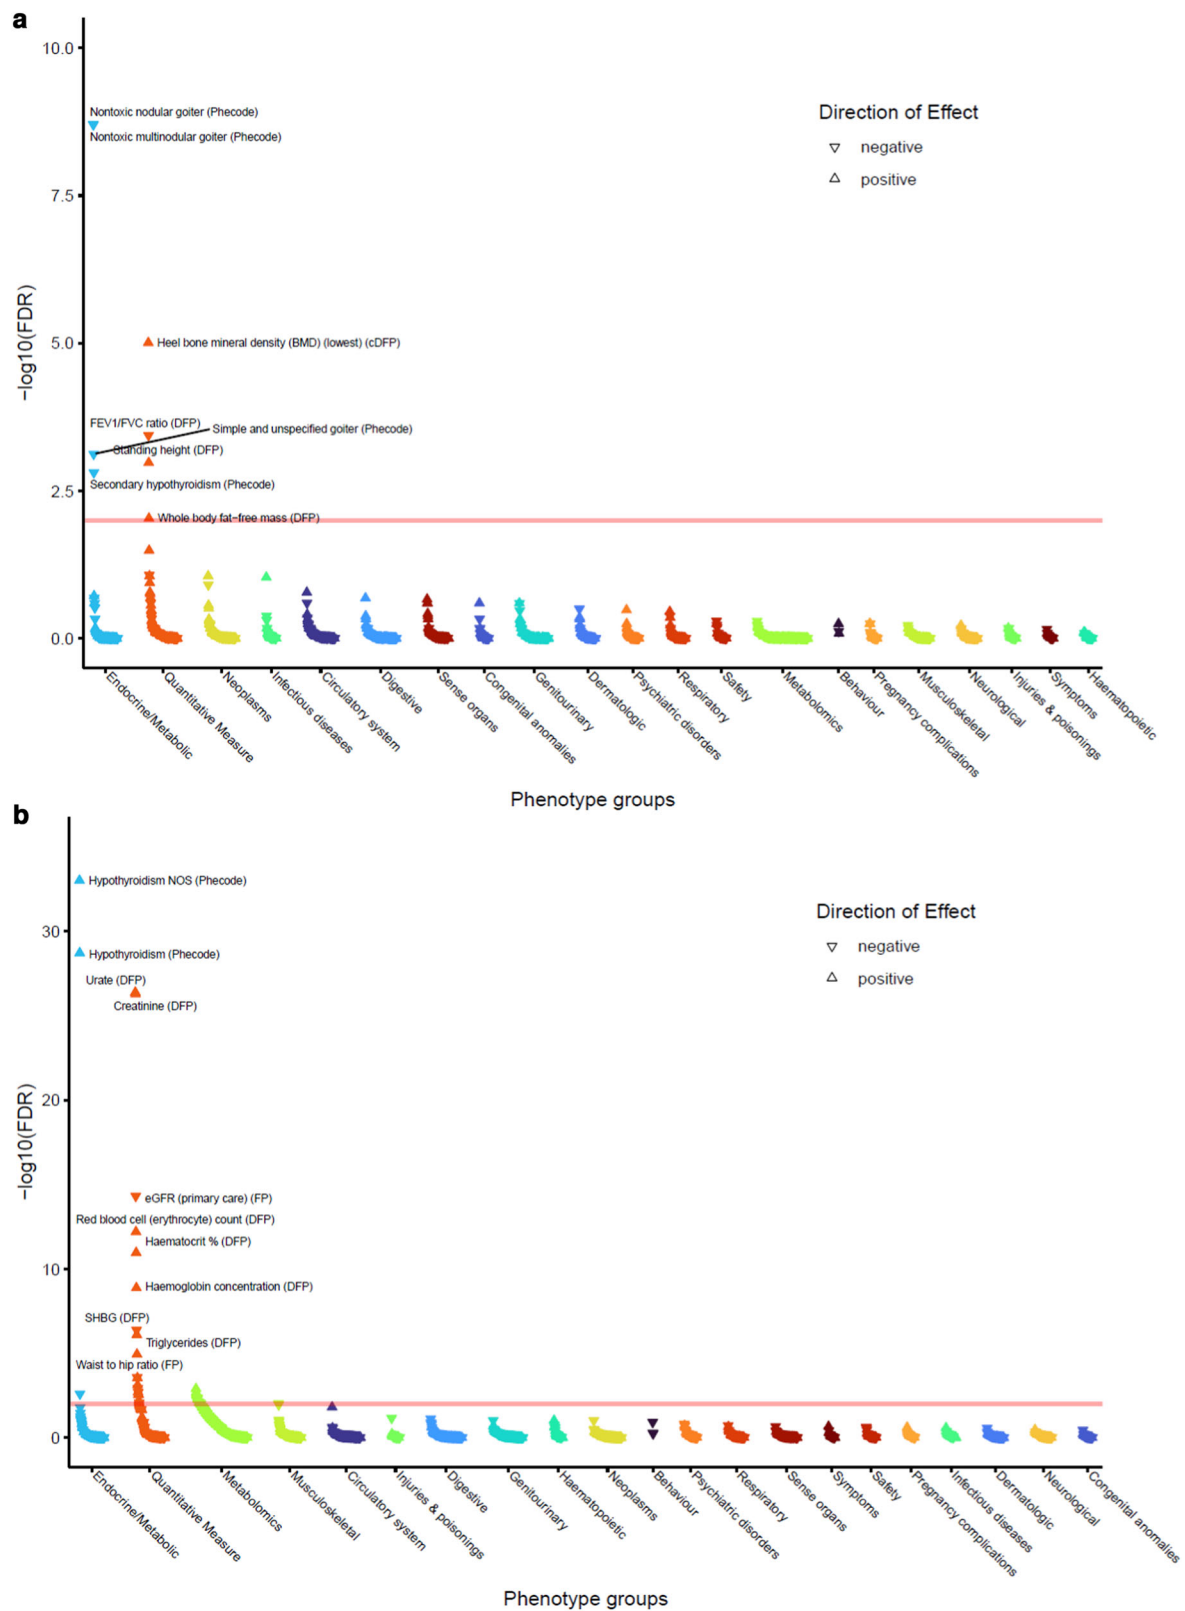 a
10.0
Nontoxic nodular goiter (Phecode)
Nontoxic multinodular goiter (Phecode)
Direction of Effect
negative
positive
7.5
−log10(FDR)
5.0
Heel bone mineral density (BMD) (lowest) (cDFP)
FEV1/FVC ratio (DFP)
Simple and unspecified goiter (Phecode)
Standing height (DFP)
Secondary hypothyroidism (Phecode)
2.5
Whole body fat−free mass (DFP)
0.0
Endocrine/Metabolic
Quantitative Measure
Neoplasms
Infectious diseases
Circulatory system
Digestive
Sense organs
Congenital anomalies
Genitourinary
Dermatologic
Psychiatric disorders
Respiratory
Safety
Metabolomics
Behaviour
Pregnancy complications
Musculoskeletal
Neurological
Injuries & poisonings
Symptoms
Haematopoietic
Phenotype groups
b
Hypothyroidism NOS (Phecode)
Direction of Effect
negative
positive
30
Hypothyroidism (Phecode)
Urate (DFP)
Creatinine (DFP)
−log10(FDR)
20
eGFR (primary care) (FP)
Red blood cell (erythrocyte) count (DFP)
Haematocrit % (DFP)
10
Haemoglobin concentration (DFP)
SHBG (DFP)
Triglycerides (DFP)
Waist to hip ratio (FP)
0
Endocrine/Metabolic
Quantitative Measure
Metabolomics
Musculoskeletal
Circulatory system
Injuries & poisonings
Digestive
Genitourinary
Haematopoietic
Neoplasms
Behaviour
Psychiatric disorders
Respiratory
Sense organs
Symptoms
Safety
Pregnancy complications
Infectious diseases
Dermatologic
Neurological
Congenital anomalies
Phenotype groups